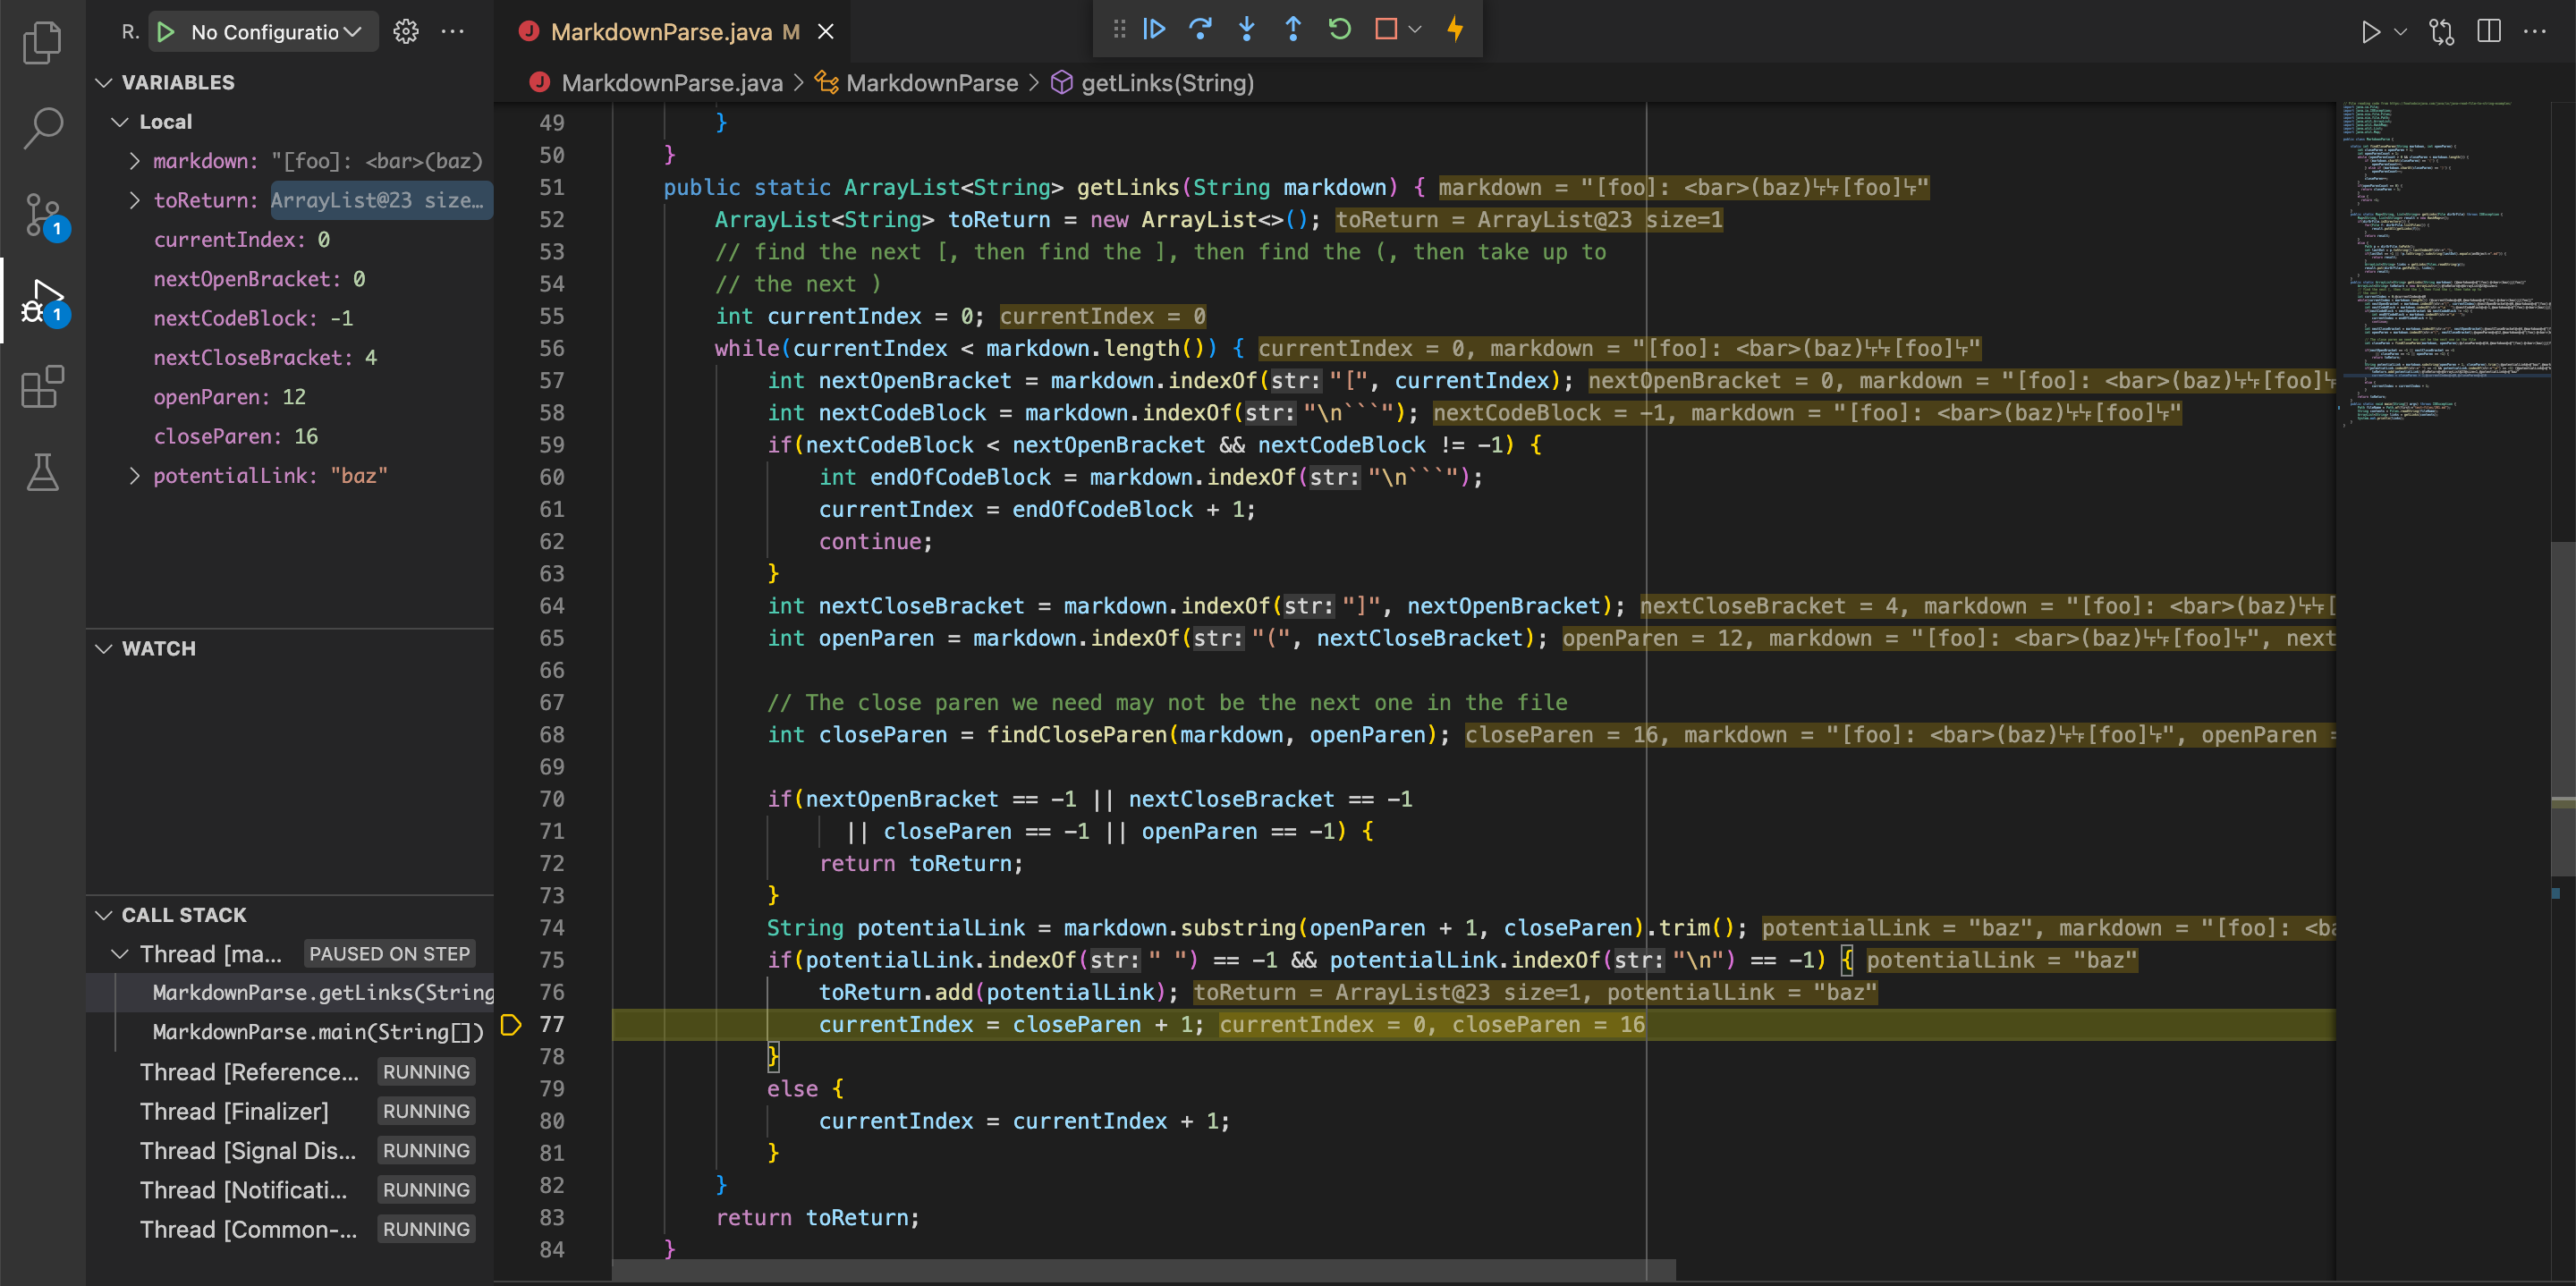 R. No Configuratio
VARIABLES
Local
markdown: "[foo]: <bar>(baz)
toReturn: ArrayList@23 size…
currentIndex: 0
nextOpenBracket: 0
nextCodeBlock: -1
nextCloseBracket: 4
openParen: 12
closeParen: 16
potentialLink: "baz"
WATCH
CALL STACK
Thread [ma... PAUSED ON STEP
MarkdownParse.getLinks(String
MarkdownParse.main(String[])
Thread [Reference... RUNNING
Thread [Finalizer] RUNNING
Thread [Signal Dis... RUNNING
Thread [Notificati... RUNNING
Thread [Common-... RUNNING
1
1
MarkdownParse.java M
MarkdownParse.java > MarkdownParse > getLinks(String)
49 }
50 }
51 public static ArrayList<String> getLinks(String markdown) { markdown = "[foo]: <bar>(baz)␤␤[foo]␤"
52 ArrayList<String> toReturn = new ArrayList<>(); toReturn = ArrayList@23 size=1
53 // find the next [, then find the ], then find the (, then take up to
54 // the next )
55 int currentIndex = 0; currentIndex = 0
56 while(currentIndex < markdown.length()) { currentIndex = 0, markdown = "[foo]: <bar>(baz)␤␤[foo]␤"
57 int nextOpenBracket = markdown.indexOf(str: "[", currentIndex); nextOpenBracket = 0, markdown = "[foo]: <bar>(baz)␤␤[foo]␤
58 int nextCodeBlock = markdown.indexOf(str: "\n```"); nextCodeBlock = -1, markdown = "[foo]: <bar>(baz)␤␤[foo]␤"
59 if(nextCodeBlock < nextOpenBracket && nextCodeBlock != -1) {
60 int endOfCodeBlock = markdown.indexOf(str: "\n```");
61 currentIndex = endOfCodeBlock + 1;
62 continue;
63 }
64 int nextCloseBracket = markdown.indexOf(str: "]", nextOpenBracket); nextCloseBracket = 4, markdown = "[foo]: <bar>(baz)␤␤[
65 int openParen = markdown.indexOf(str: "(", nextCloseBracket); openParen = 12, markdown = "[foo]: <bar>(baz)␤␤[foo]␤", next
66
67 // The close paren we need may not be the next one in the file
68 int closeParen = findCloseParen(markdown, openParen); closeParen = 16, markdown = "[foo]: <bar>(baz)␤␤[foo]␤", openParen =
69
70 if(nextOpenBracket == -1 || nextCloseBracket == -1
71 || closeParen == -1 || openParen == -1) {
72 return toReturn;
73 }
74 String potentialLink = markdown.substring(openParen + 1, closeParen).trim(); potentialLink = "baz", markdown = "[foo]: <ba
75 if(potentialLink.indexOf(str: " ") == -1 && potentialLink.indexOf(str: "\n") == -1) { potentialLink = "baz"
76 toReturn.add(potentialLink); toReturn = ArrayList@23 size=1, potentialLink = "baz"
77 currentIndex = closeParen + 1; currentIndex = 0, closeParen = 16
78 }
79 else {
80 currentIndex = currentIndex + 1;
81 }
82 }
83 return toReturn;
84 }